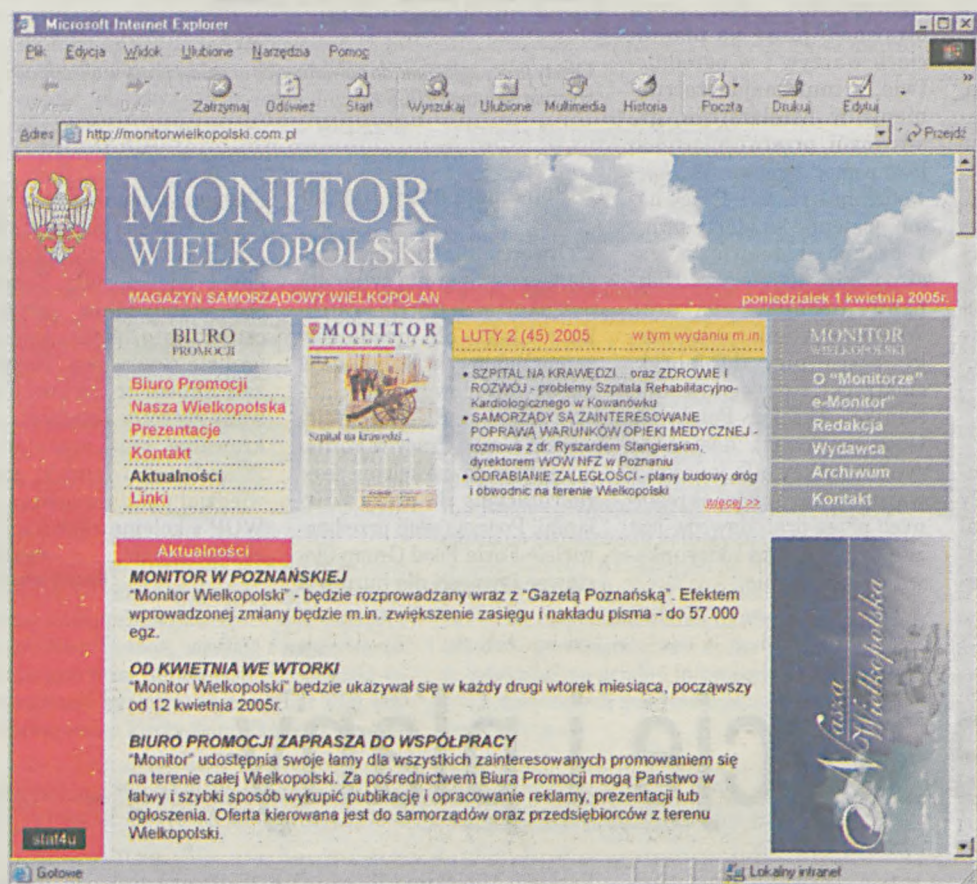 Microsoft Internet Explorer
Plik Edycja Widok Ulubione Narzędzia Pomoc
Zatrzymaj Odśwież Start Wyszukaj Ulubione Multimedia Historia Poczta Drukuj Edytuj
Adres http://monitorwielkopolski.com.pl Przejdź
MONITOR
WIELKOPOLSKI
MAGAZYN SAMORZĄDOWY WIELKOPOLAN poniedziałek 1 kwietnia 2005r.
BIURO
PROMOCJI
Biuro Promocji
Nasza Wielkopolska
Prezentacje
Kontakt
Aktualności
Linki
MONITOR
WIELKOPOLSKI
Szpital na krawędzi...
LUTY 2 (45) 2005 w tym wydaniu m.in.
• SZPITAL NA KRAWĘDZI... oraz ZDROWIE I
ROZWÓJ - problemy Szpitala Rehabilitacyjno-
Kardiologicznego w Kowanówku
• SAMORZĄDY SĄ ZAINTERESOWANE
POPRAWĄ WARUNKÓW OPIEKI MEDYCZNEJ -
rozmowa z dr. Ryszardem Stangierskim,
dyrektorem WOW NFZ w Poznaniu
• ODRABIANIE ZALEGŁOŚCI - plany budowy dróg
i obwodnic na terenie Wielkopolski
więcej >>
MONITOR
WIELKOPOLSKI
O "Monitorze"
e-Monitor"
Redakcja
Wydawca
Archiwum
Kontakt
Aktualności
MONITOR W POZNAŃSKIEJ
"Monitor Wielkopolski" - będzie rozprowadzany wraz z "Gazetą Poznańską". Efektem
wprowadzonej zmiany będzie m.in. zwiększenie zasięgu i nakładu pisma - do 57.000
egz.
OD KWIETNIA WE WTORKI
"Monitor Wielkopolski" będzie ukazywał się w każdy drugi wtorek miesiąca, począwszy
od 12 kwietnia 2005r.
BIURO PROMOCJI ZAPRASZA DO WSPÓŁPRACY
"Monitor" udostępnia swoje łamy dla wszystkich zainteresowanych promowaniem się
na terenie całej Wielkopolski. Za pośrednictwem Biura Promocji mogą Państwo w
łatwy i szybki sposób wykupić publikację i opracowanie reklamy, prezentacji lub
ogłoszenia. Oferta kierowana jest do samorządów oraz przedsiębiorców z terenu
Wielkopolski.
Nasza
Wielkopolska
stat4u
Gotowe Lokalny intranet